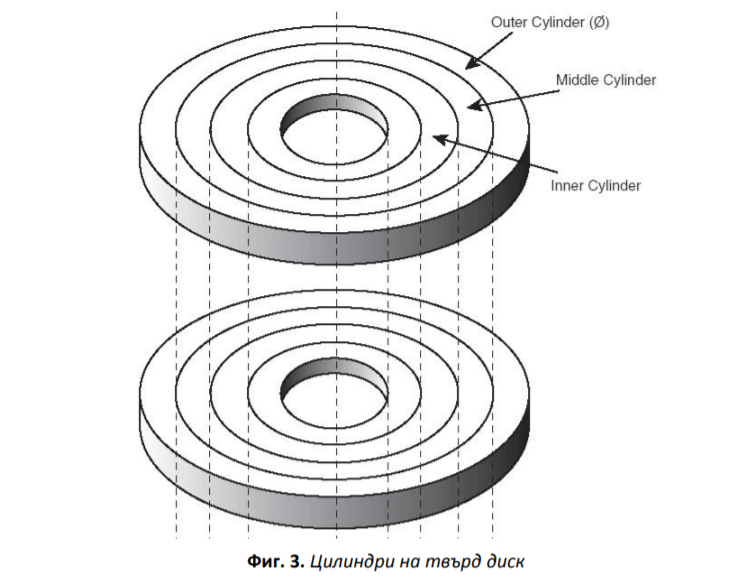 Outer Cylinder (Ø)
Middle Cylinder
Inner Cylinder
Фиг. 3. Цилиндри на твърд диск